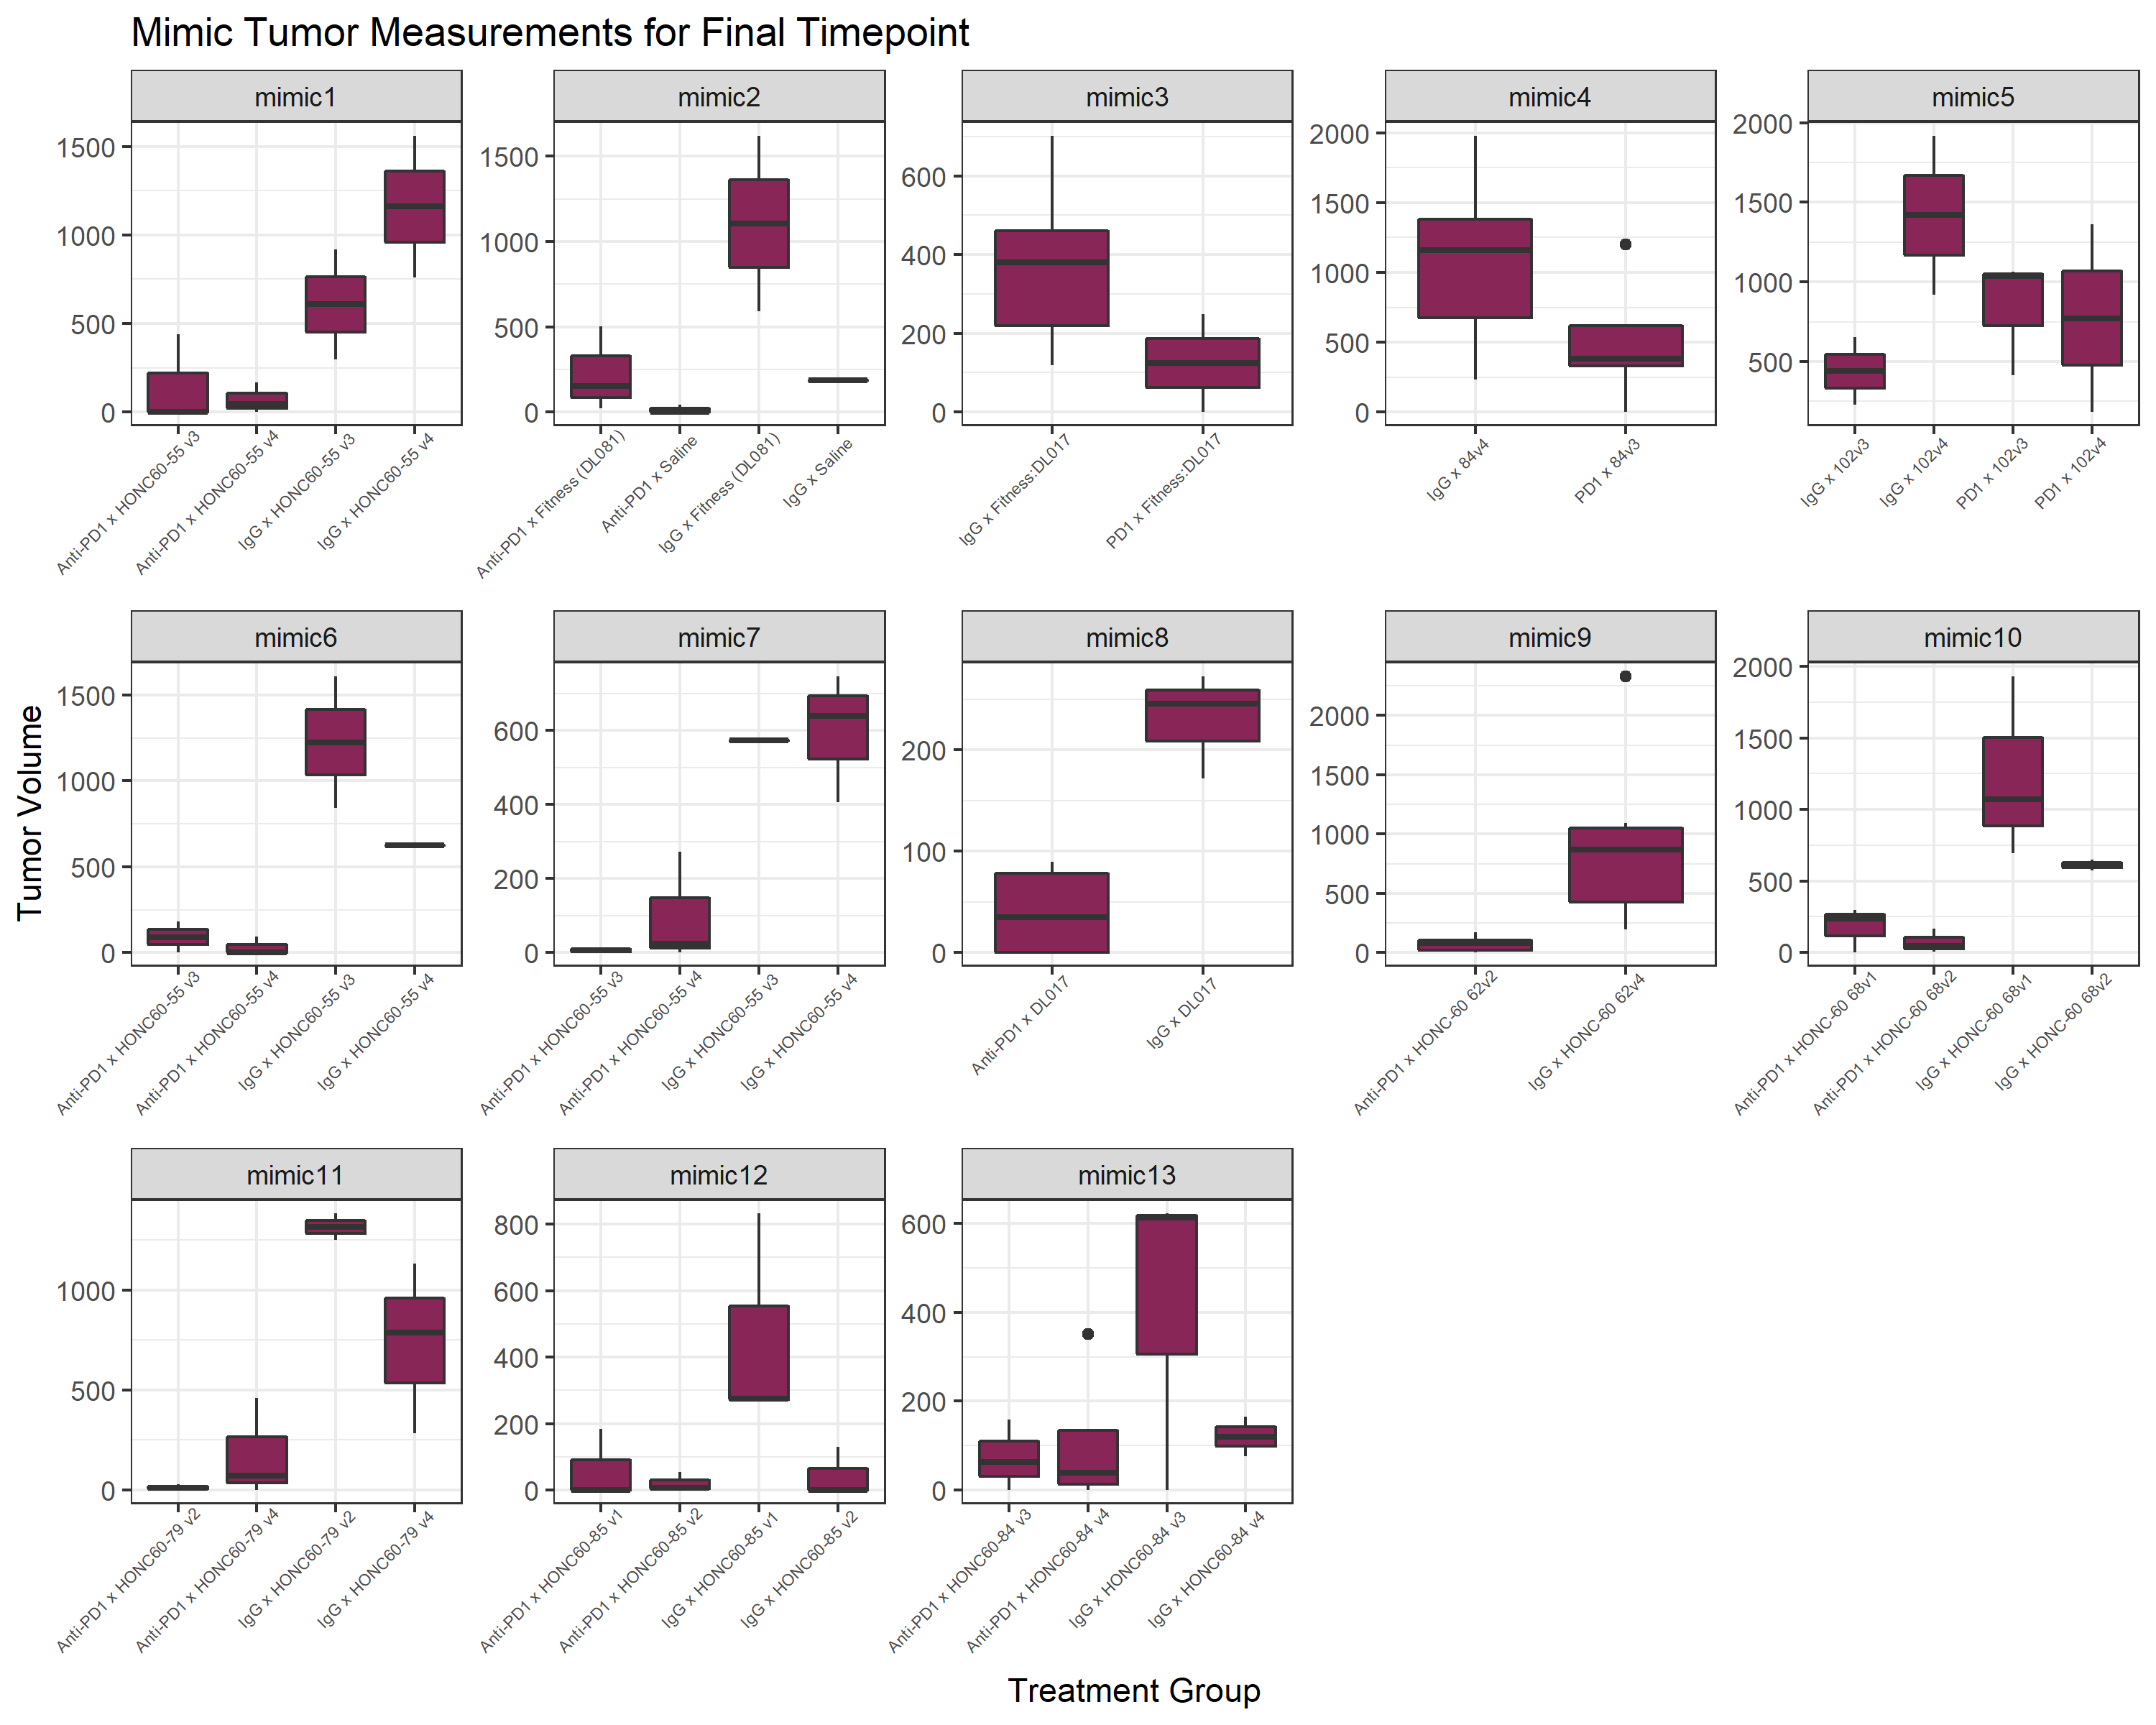 Mimic Tumor Measurements for Final Timepoint
mimic1
mimic2
mimic3
mimic4
mimic5
1500
1000
500
0
1500
1000
500
0
600
400
200
0
2000
1500
1000
500
0
2000
1500
1000
500
Anti-PD1 x HONC60-55 v3
Anti-PD1 x HONC60-55 v4
IgG x HONC60-55 v3
IgG x HONC60-55 v4
Anti-PD1 x Fitness (DL081)
Anti-PD1 x Saline
IgG x Fitness (DL081)
IgG x Saline
IgG x Fitness:DL017
PD1 x Fitness:DL017
IgG x 84v4
PD1 x 84v3
IgG x 102v3
IgG x 102v4
PD1 x 102v3
PD1 x 102v4
Tumor Volume
mimic6
mimic7
mimic8
mimic9
mimic10
1500
1000
500
0
600
400
200
0
200
100
0
2000
1500
1000
500
0
2000
1500
1000
500
0
Anti-PD1 x HONC60-55 v3
Anti-PD1 x HONC60-55 v4
IgG x HONC60-55 v3
IgG x HONC60-55 v4
Anti-PD1 x HONC60-55 v3
Anti-PD1 x HONC60-55 v4
IgG x HONC60-55 v3
IgG x HONC60-55 v4
Anti-PD1 x DL017
IgG x DL017
Anti-PD1 x HONC-60 62v2
IgG x HONC-60 62v4
Anti-PD1 x HONC-60 68v1
Anti-PD1 x HONC-60 68v2
IgG x HONC-60 68v1
IgG x HONC-60 68v2
mimic11
mimic12
mimic13
1000
500
0
800
600
400
200
0
600
400
200
0
Anti-PD1 x HONC60-79 v2
Anti-PD1 x HONC60-79 v4
IgG x HONC60-79 v2
IgG x HONC60-79 v4
Anti-PD1 x HONC60-85 v1
Anti-PD1 x HONC60-85 v2
IgG x HONC60-85 v1
IgG x HONC60-85 v2
Anti-PD1 x HONC60-84 v3
Anti-PD1 x HONC60-84 v4
IgG x HONC60-84 v3
IgG x HONC60-84 v4
Treatment Group